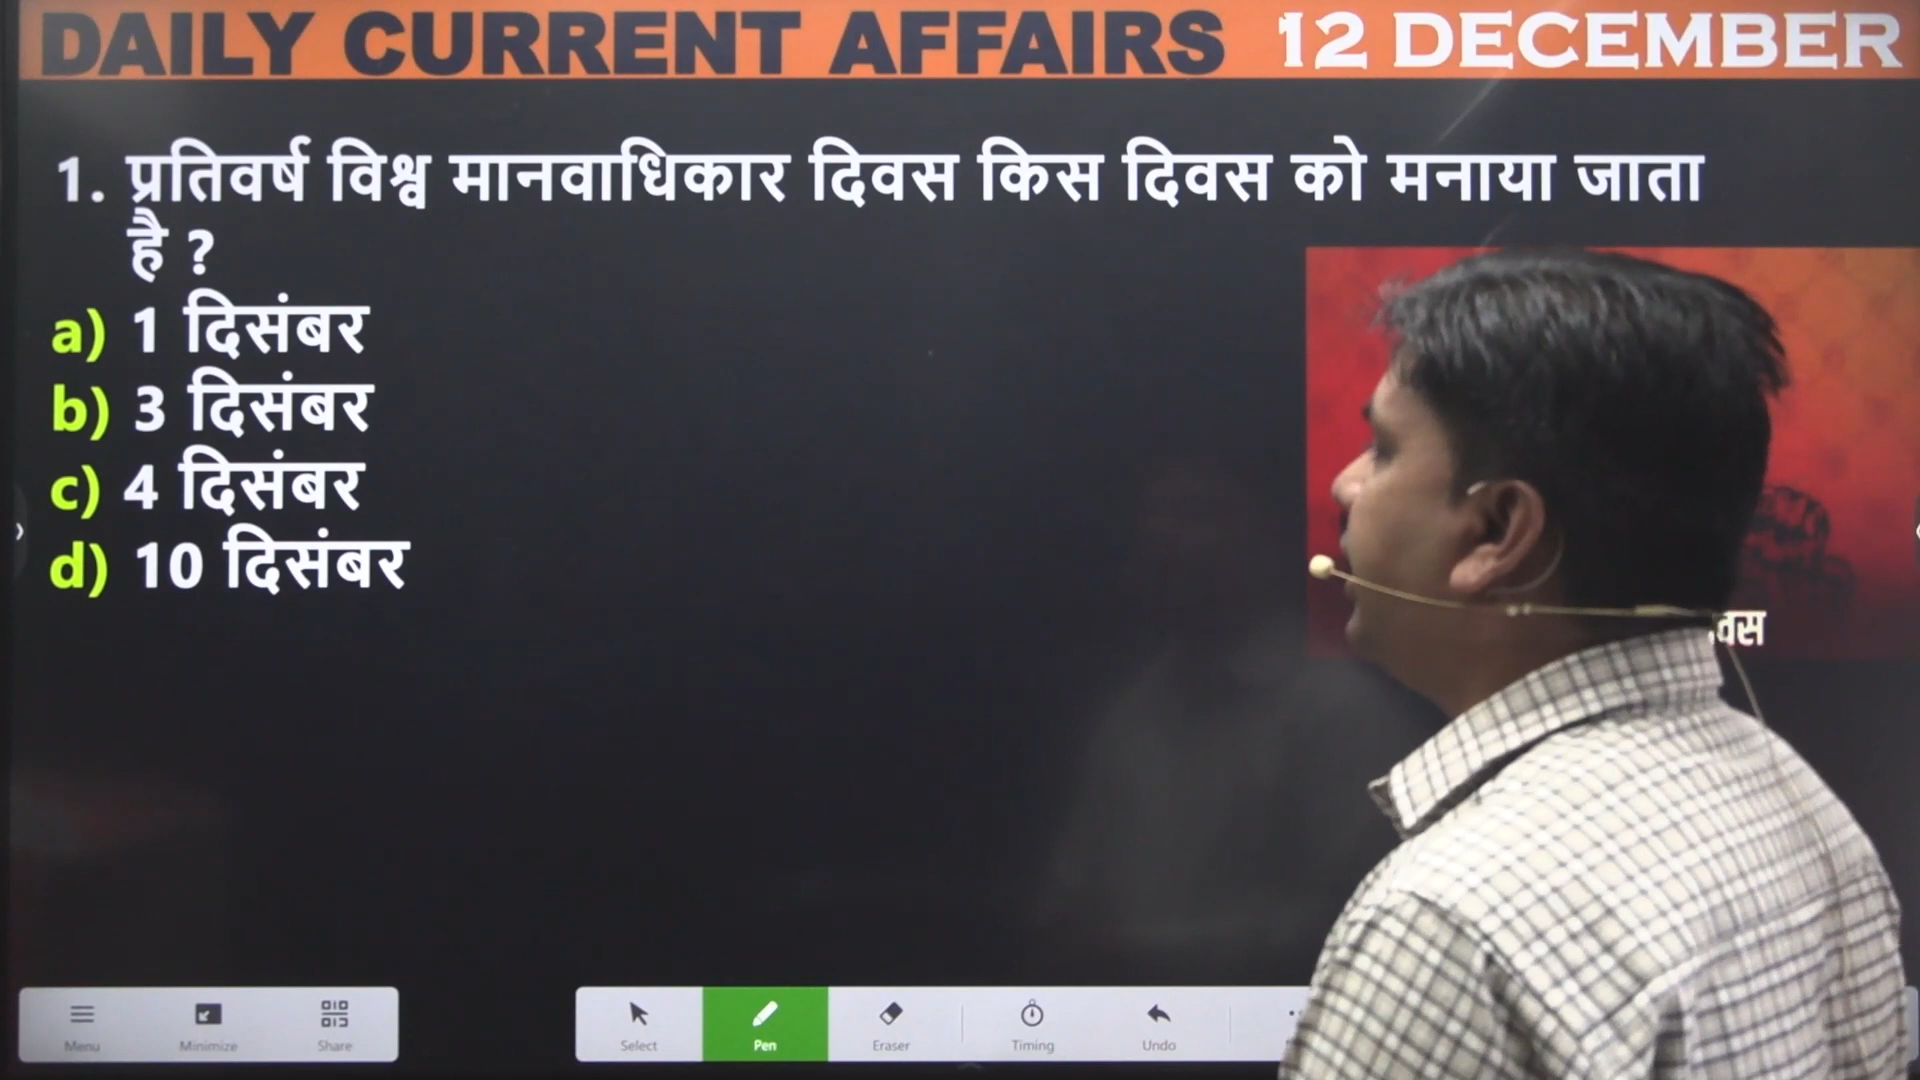 DAILY CURRENT AFFAIRS 12 DECEMBER
1. प्रतिवर्ष विश्व मानवाधिकार दिवस किस दिवस को मनाया जाता
है ?
a) 1 दिसंबर
b) 3 दिसंबर
c) 4 दिसंबर
d) 10 दिसंबर
Menu Minimize Share Select Pen Eraser Timing Undo